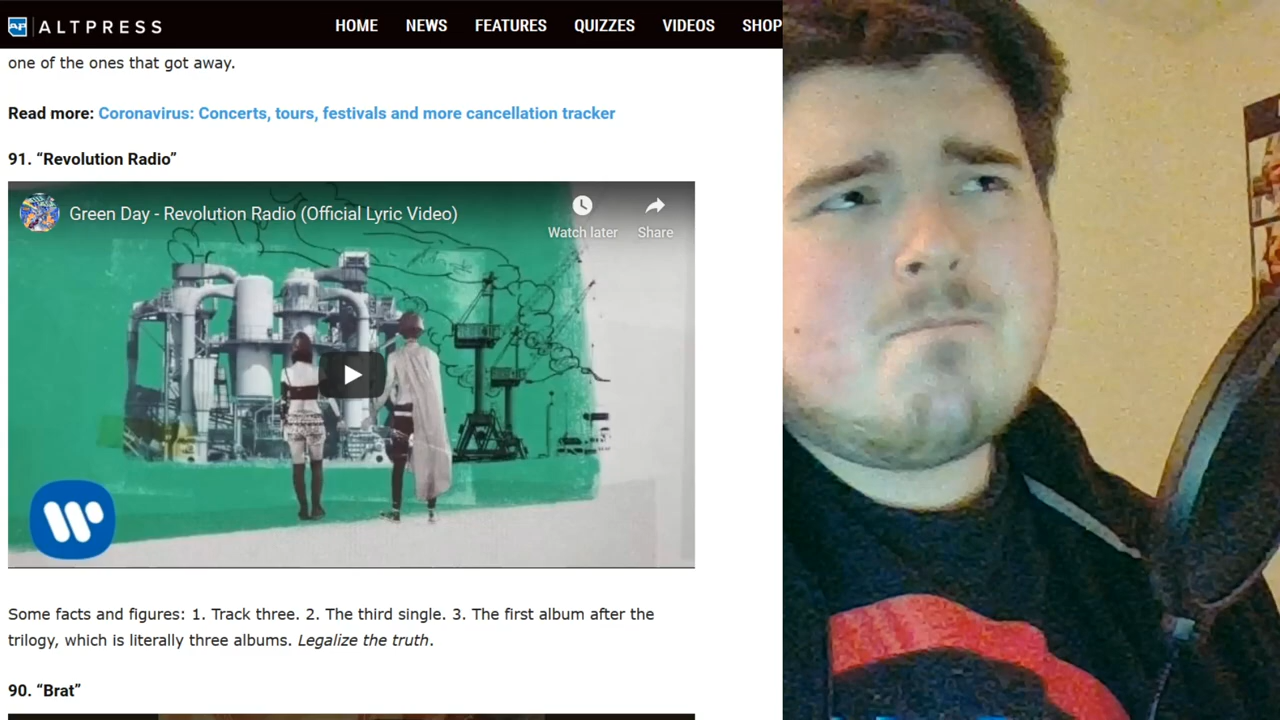 AP ALTPRESS HOME NEWS FEATURES QUIZZES VIDEOS SHOP
one of the ones that got away.
Read more: Coronavirus: Concerts, tours, festivals and more cancellation tracker
91. “Revolution Radio”
Green Day - Revolution Radio (Official Lyric Video)
Watch later Share
Some facts and figures: 1. Track three. 2. The third single. 3. The first album after the
trilogy, which is literally three albums. Legalize the truth.
90. “Brat”